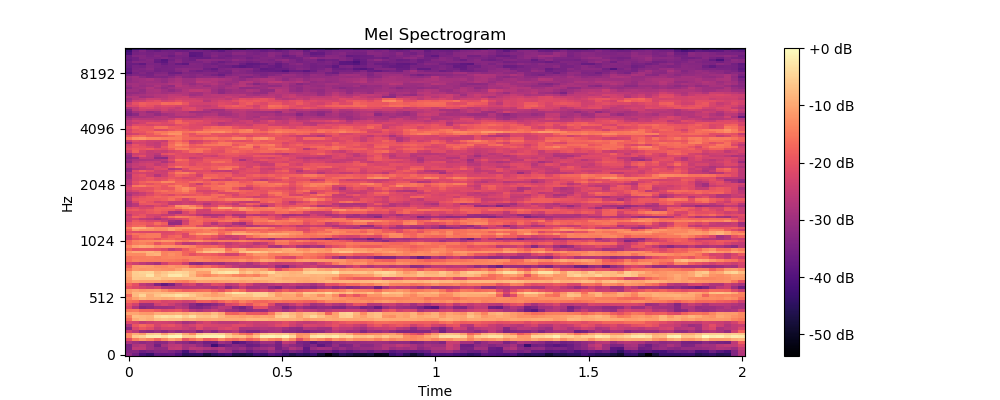 Mel Spectrogram
Hz
8192
4096
2048
1024
512
0
0 0.5 1 1.5 2
Time
+0 dB
-10 dB
-20 dB
-30 dB
-40 dB
-50 dB